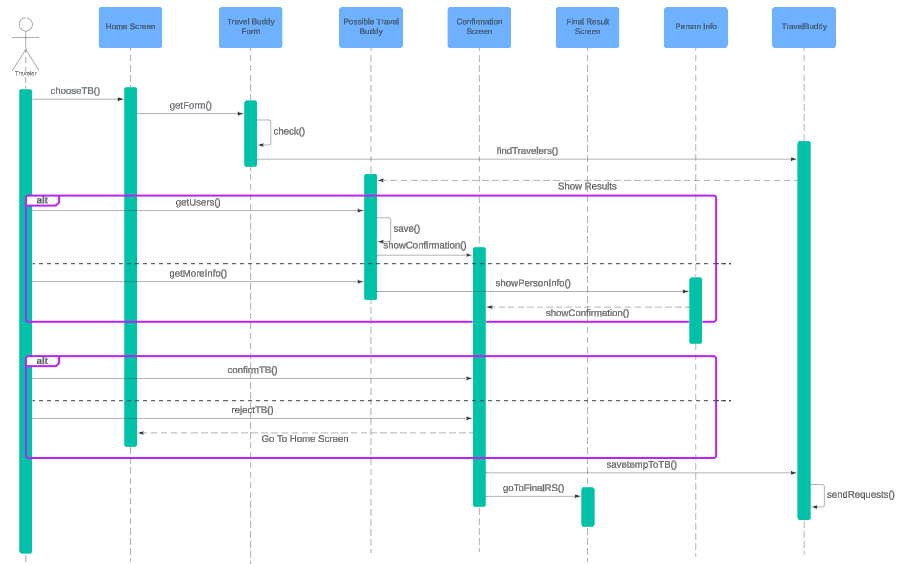 Home Screen
Travel Buddy
Form
Possible Travel
Buddy
Confirmation
Screen
Final Result
Screen
Person Info
TravelBuddy
Traveler
chooseTB()
getForm()
check()
findTravelers()
Show Results
alt
getUsers()
save()
showConfirmation()
getMoreInfo()
showPersonInfo()
showConfirmation()
alt
confirmTB()
rejectTB()
Go To Home Screen
savetempToTB()
goToFinalRS()
sendRequests()